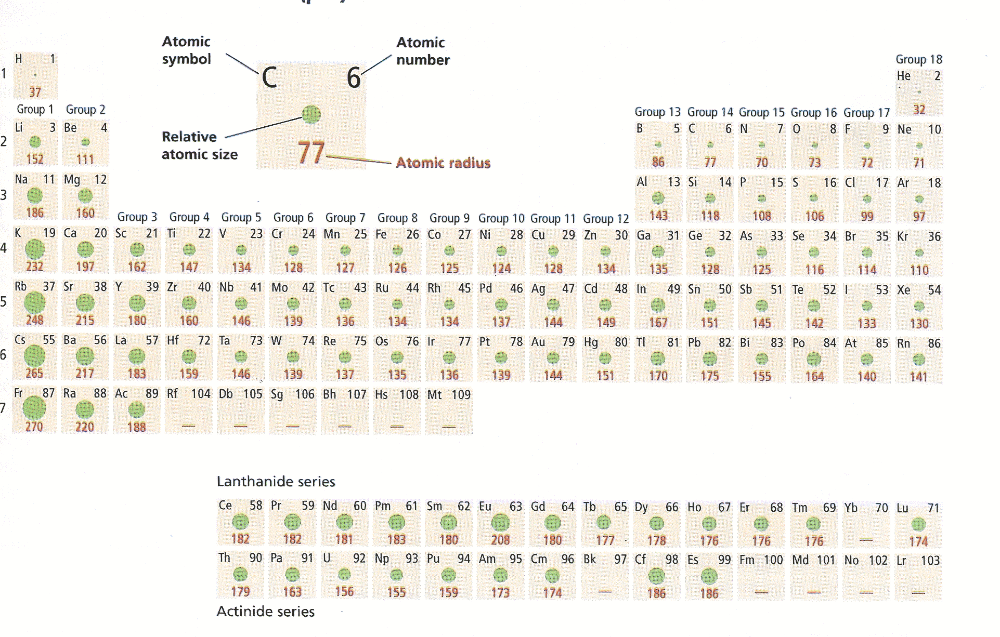 Atomic symbol
Atomic number
C 6
Relative atomic size
77
Atomic radius
Group 18
1
H 1
37
He 2
32
Group 1 Group 2 Group 13 Group 14 Group 15 Group 16 Group 17
2
Li 3 Be 4 B 5 C 6 N 7 O 8 F 9 Ne 10
152 111 86 77 70 73 72 71
3
Na 11 Mg 12 Al 13 Si 14 P 15 S 16 Cl 17 Ar 18
186 160 143 118 108 106 99 97
Group 3 Group 4 Group 5 Group 6 Group 7 Group 8 Group 9 Group 10 Group 11 Group 12
4
K 19 Ca 20 Sc 21 Ti 22 V 23 Cr 24 Mn 25 Fe 26 Co 27 Ni 28 Cu 29 Zn 30 Ga 31 Ge 32 As 33 Se 34 Br 35 Kr 36
232 197 162 147 134 128 127 126 125 124 128 134 135 128 125 116 114 110
5
Rb 37 Sr 38 Y 39 Zr 40 Nb 41 Mo 42 Tc 43 Ru 44 Rh 45 Pd 46 Ag 47 Cd 48 In 49 Sn 50 Sb 51 Te 52 I 53 Xe 54
248 215 180 160 146 139 136 134 134 137 144 149 167 151 145 142 133 130
6
Cs 55 Ba 56 La 57 Hf 72 Ta 73 W 74 Re 75 Os 76 Ir 77 Pt 78 Au 79 Hg 80 Tl 81 Pb 82 Bi 83 Po 84 At 85 Rn 86
265 217 183 159 146 139 137 135 136 139 144 151 170 175 155 164 140 141
7
Fr 87 Ra 88 Ac 89 Rf 104 Db 105 Sg 106 Bh 107 Hs 108 Mt 109
270 220 188 — — — — — —
Lanthanide series
Ce 58 Pr 59 Nd 60 Pm 61 Sm 62 Eu 63 Gd 64 Tb 65 Dy 66 Ho 67 Er 68 Tm 69 Yb 70 Lu 71
182 182 181 183 180 208 180 177 178 176 176 176 — 174
Th 90 Pa 91 U 92 Np 93 Pu 94 Am 95 Cm 96 Bk 97 Cf 98 Es 99 Fm 100 Md 101 No 102 Lr 103
179 163 156 155 159 173 174 — 186 186 — — — —
Actinide series